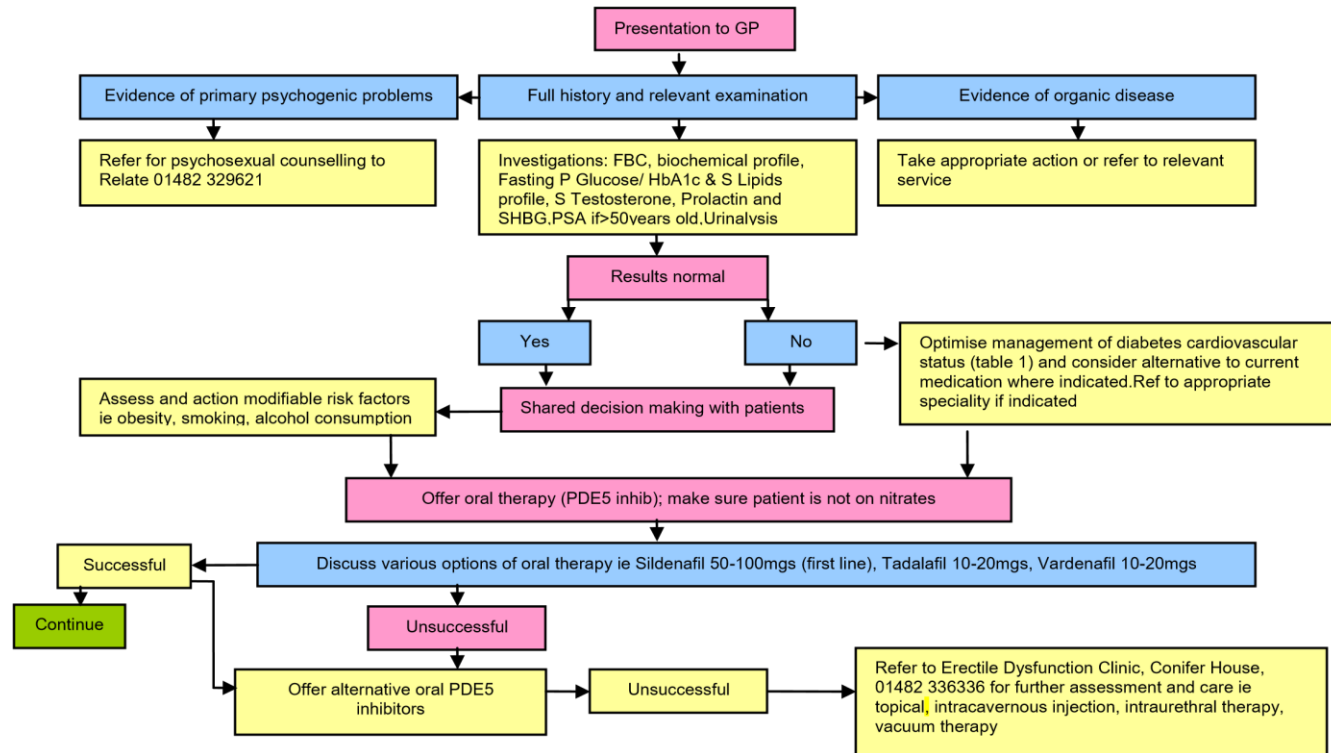 Presentation to GP
Evidence of primary psychogenic problems
Full history and relevant examination
Evidence of organic disease
Refer for psychosexual counselling to
Relate 01482 329621
Investigations: FBC, biochemical profile,
Fasting P Glucose/ HbA1c & S Lipids
profile, S Testosterone, Prolactin and
SHBG,PSA if>50years old,Urinalysis
Take appropriate action or refer to relevant
service
Results normal
Yes
No
Optimise management of diabetes cardiovascular
status (table 1) and consider alternative to current
medication where indicated.Ref to appropriate
speciality if indicated
Assess and action modifiable risk factors
ie obesity, smoking, alcohol consumption
Shared decision making with patients
Offer oral therapy (PDE5 inhib); make sure patient is not on nitrates
Successful
Discuss various options of oral therapy ie Sildenafil 50-100mgs (first line), Tadalafil 10-20mgs, Vardenafil 10-20mgs
Continue
Unsuccessful
Offer alternative oral PDE5
inhibitors
Unsuccessful
Refer to Erectile Dysfunction Clinic, Conifer House,
01482 336336 for further assessment and care ie
topical, intracavernous injection, intraurethral therapy,
vacuum therapy